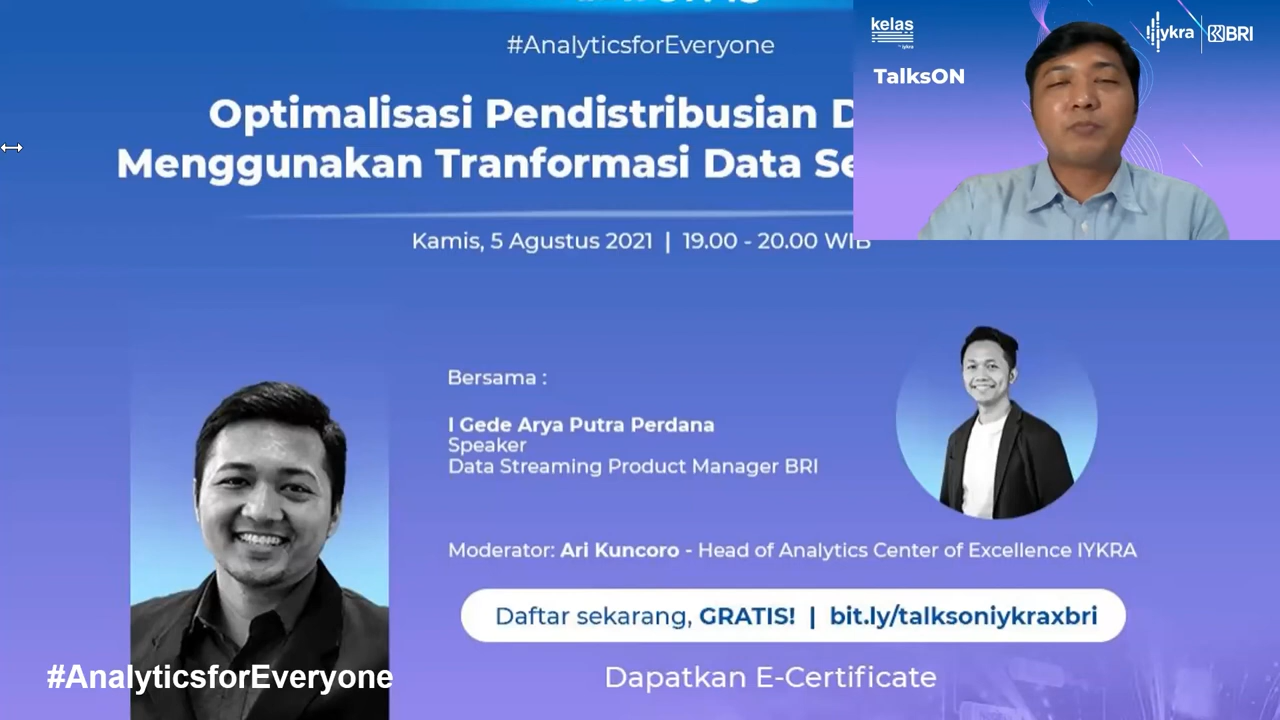 #AnalyticsforEveryone
Optimalisasi Pendistribusian D
Menggunakan Tranformasi Data Se
Kamis, 5 Agustus 2021 | 19.00 - 20.00 WIB
kelas
by iykra
iykra
BRI
TalksON
Bersama :
I Gede Arya Putra Perdana
Speaker
Data Streaming Product Manager BRI
Moderator: Ari Kuncoro - Head of Analytics Center of Excellence IYKRA
Daftar sekarang, GRATIS! | bit.ly/talksoniykraxbri
Dapatkan E-Certificate
#AnalyticsforEveryone